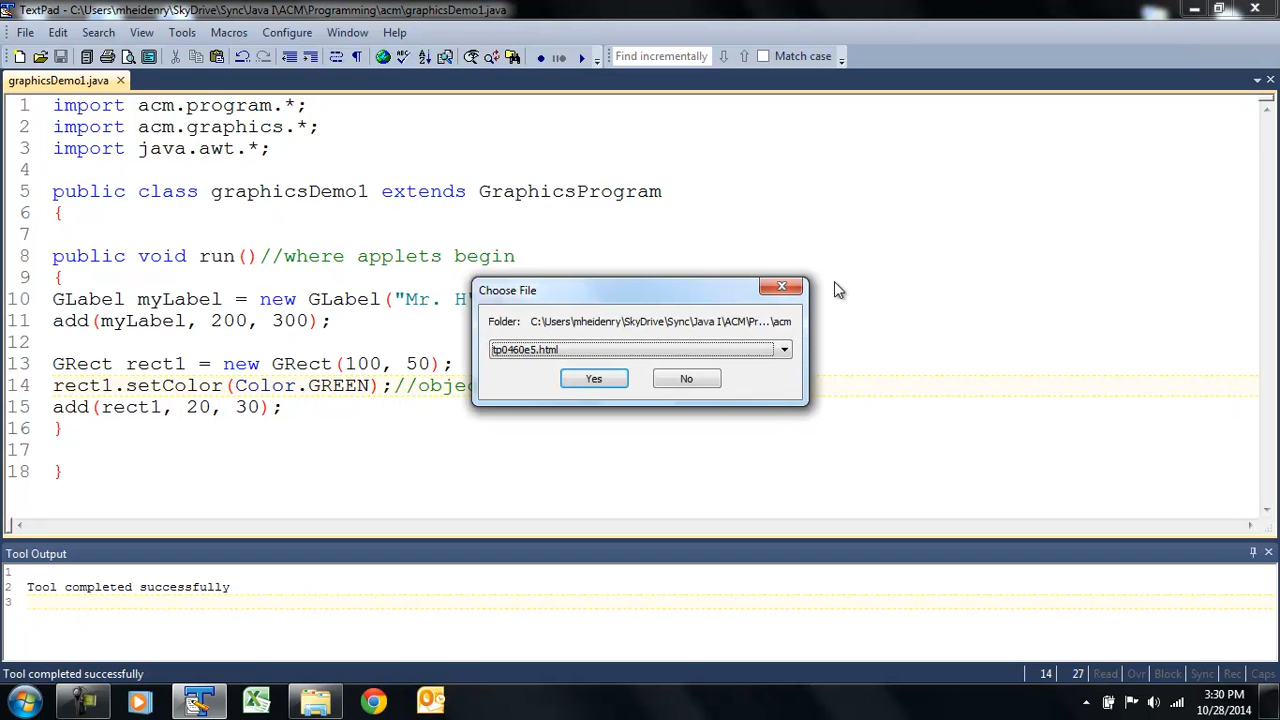 TextPad - C:\Users\mheidenry\SkyDrive\Sync\Java I\ACM\Programming\acm\graphicsDemo1.java
File Edit Search View Tools Macros Configure Window Help
Find incrementally Match case
graphicsDemo1.java
1 import acm.program.*;
2 import acm.graphics.*;
3 import java.awt.*;
4
5 public class graphicsDemo1 extends GraphicsProgram
6 {
7
8 public void run()//where applets begin
9 {
10 GLabel myLabel = new GLabel("Mr. H
11 add(myLabel, 200, 300);
12
13 GRect rect1 = new GRect(100, 50);
14 rect1.setColor(Color.GREEN);//objec
15 add(rect1, 20, 30);
16 }
17
18 }
Choose File
Folder: C:\Users\mheidenry\SkyDrive\Sync\Java I\ACM\Pr...\acm
tp0460e5.html
Yes No
Tool Output
1
2 Tool completed successfully
3
Tool completed successfully 14 27 Read Ovr Block Sync Rec Caps
3:30 PM
10/28/2014